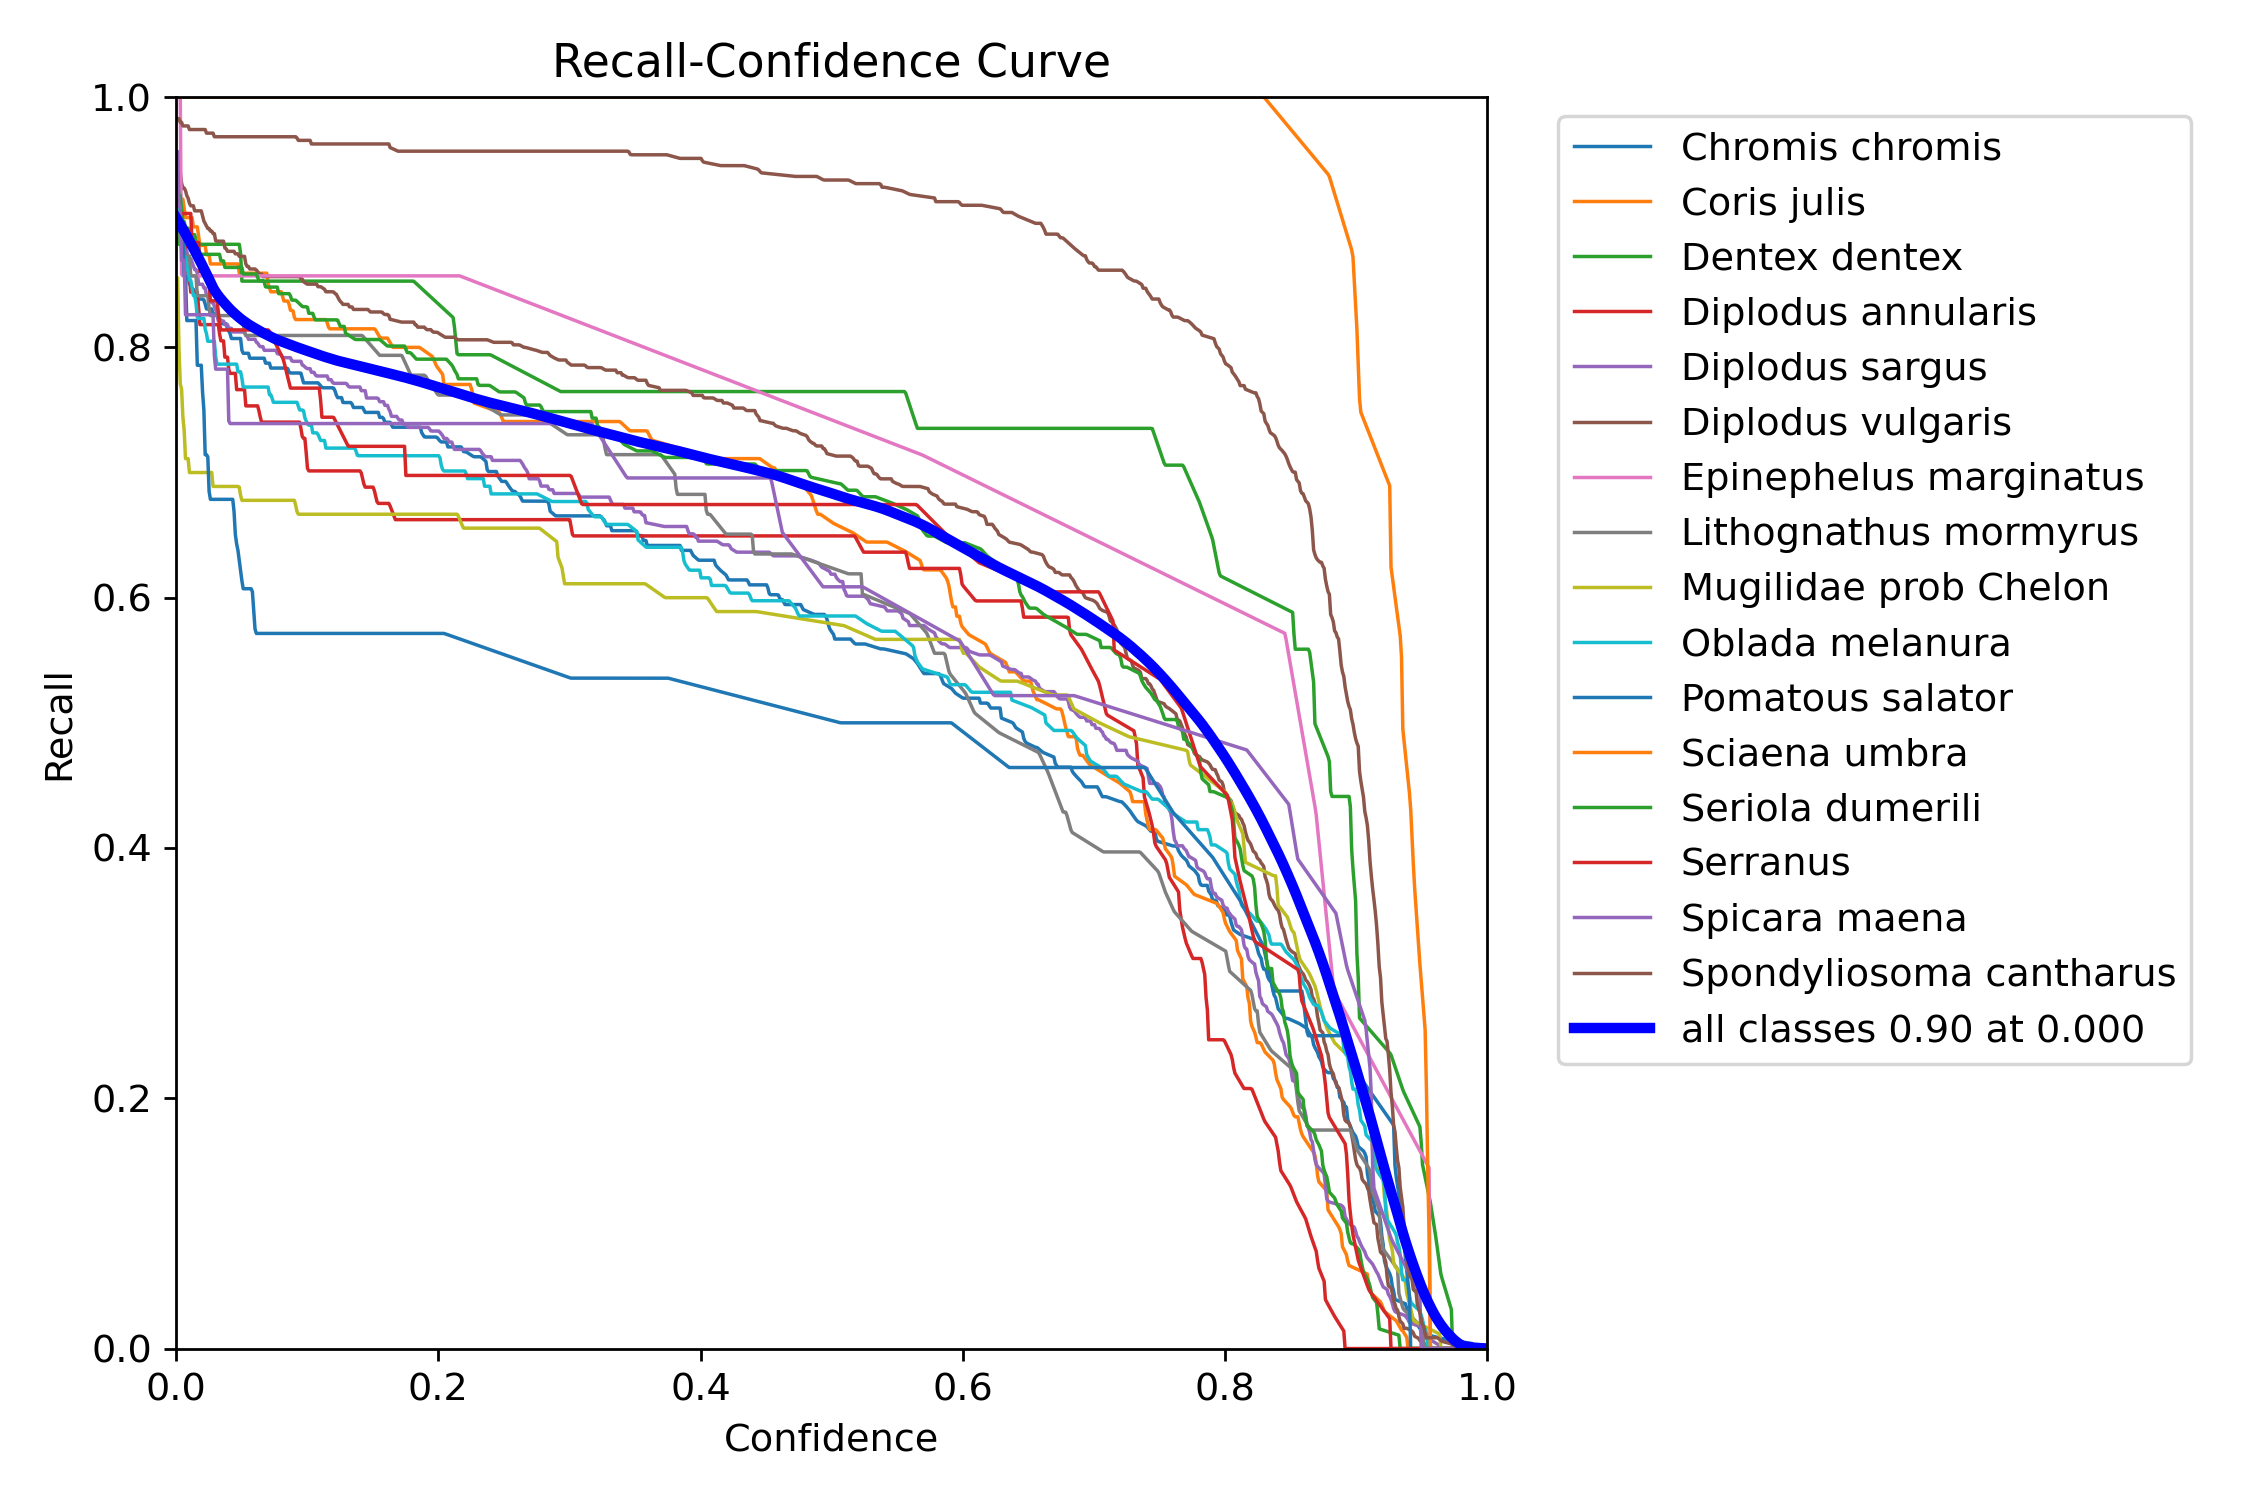 Recall-Confidence Curve
1.0
0.8
0.6
0.4
0.2
0.0
Recall
0.0 0.2 0.4 0.6 0.8 1.0
Confidence
Chromis chromis
Coris julis
Dentex dentex
Diplodus annularis
Diplodus sargus
Diplodus vulgaris
Epinephelus marginatus
Lithognathus mormyrus
Mugilidae prob Chelon
Oblada melanura
Pomatous salator
Sciaena umbra
Seriola dumerili
Serranus
Spicara maena
Spondyliosoma cantharus
all classes 0.90 at 0.000